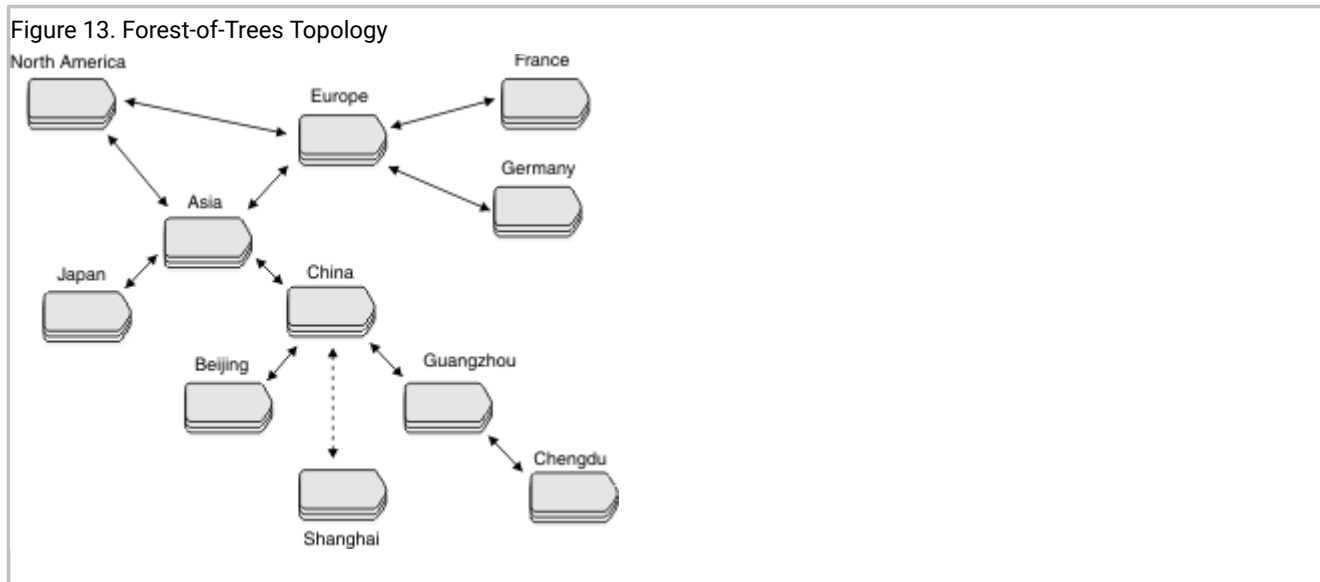 Figure 13. Forest-of-Trees Topology
North America
France
Europe
Germany
Asia
Japan
China
Beijing
Guangzhou
Chengdu
Shanghai